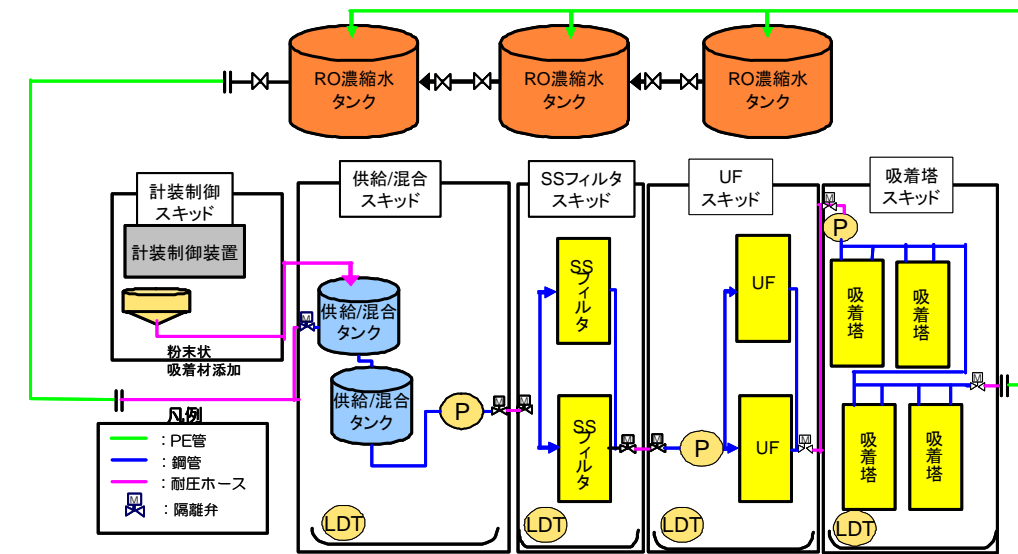 RO濃縮水
タンク
RO濃縮水
タンク
RO濃縮水
タンク
計装制御
スキッド
供給/混合
スキッド
SSフィルタ
スキッド
UF
スキッド
吸着塔
スキッド
計装制御装置
粉末状
吸着材添加
供給/混合
タンク
供給/混合
タンク
P
SSフィルタ
SSフィルタ
UF
P
UF
P
吸着塔
吸着塔
吸着塔
吸着塔
M
M
M
M
M
M
M
M
LDT
LDT
LDT
LDT
凡例
：PE管
：鋼管
：耐圧ホース
M
：隔離弁